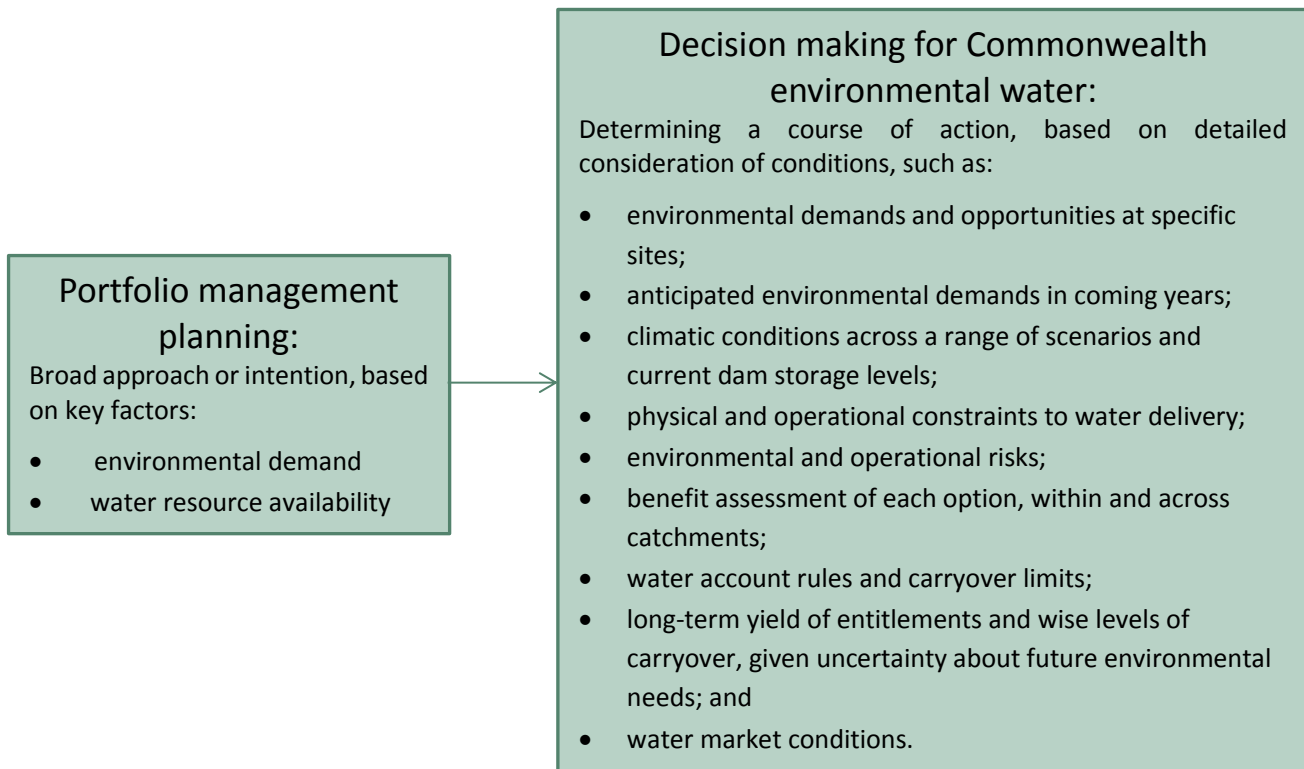 Portfolio management
planning:
Broad approach or intention, based
on key factors:
• environmental demand
• water resource availability
Decision making for Commonwealth
environmental water:
Determining a course of action, based on detailed
consideration of conditions, such as:
• environmental demands and opportunities at specific
sites;
• anticipated environmental demands in coming years;
• climatic conditions across a range of scenarios and
current dam storage levels;
• physical and operational constraints to water delivery;
• environmental and operational risks;
• benefit assessment of each option, within and across
catchments;
• water account rules and carryover limits;
• long-term yield of entitlements and wise levels of
carryover, given uncertainty about future environmental
needs; and
• water market conditions.